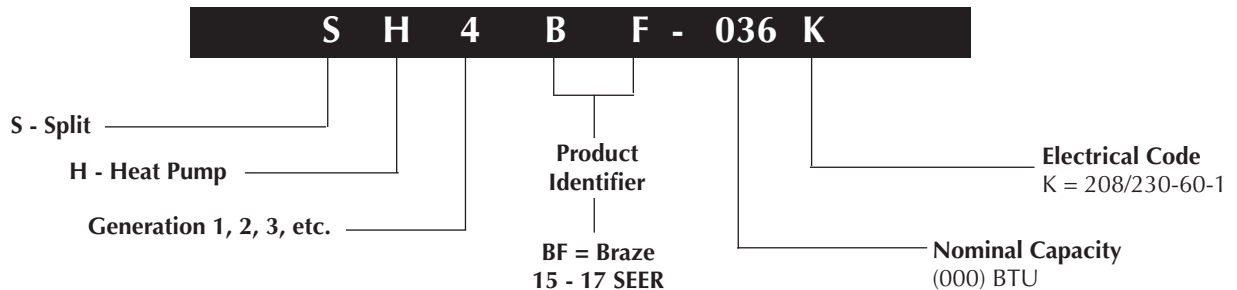 S H 4 B F - 036 K
S - Split
H - Heat Pump
Generation 1, 2, 3, etc.
Product
Identifier
BF = Braze
15 - 17 SEER
Electrical Code
K = 208/230-60-1
Nominal Capacity
(000) BTU